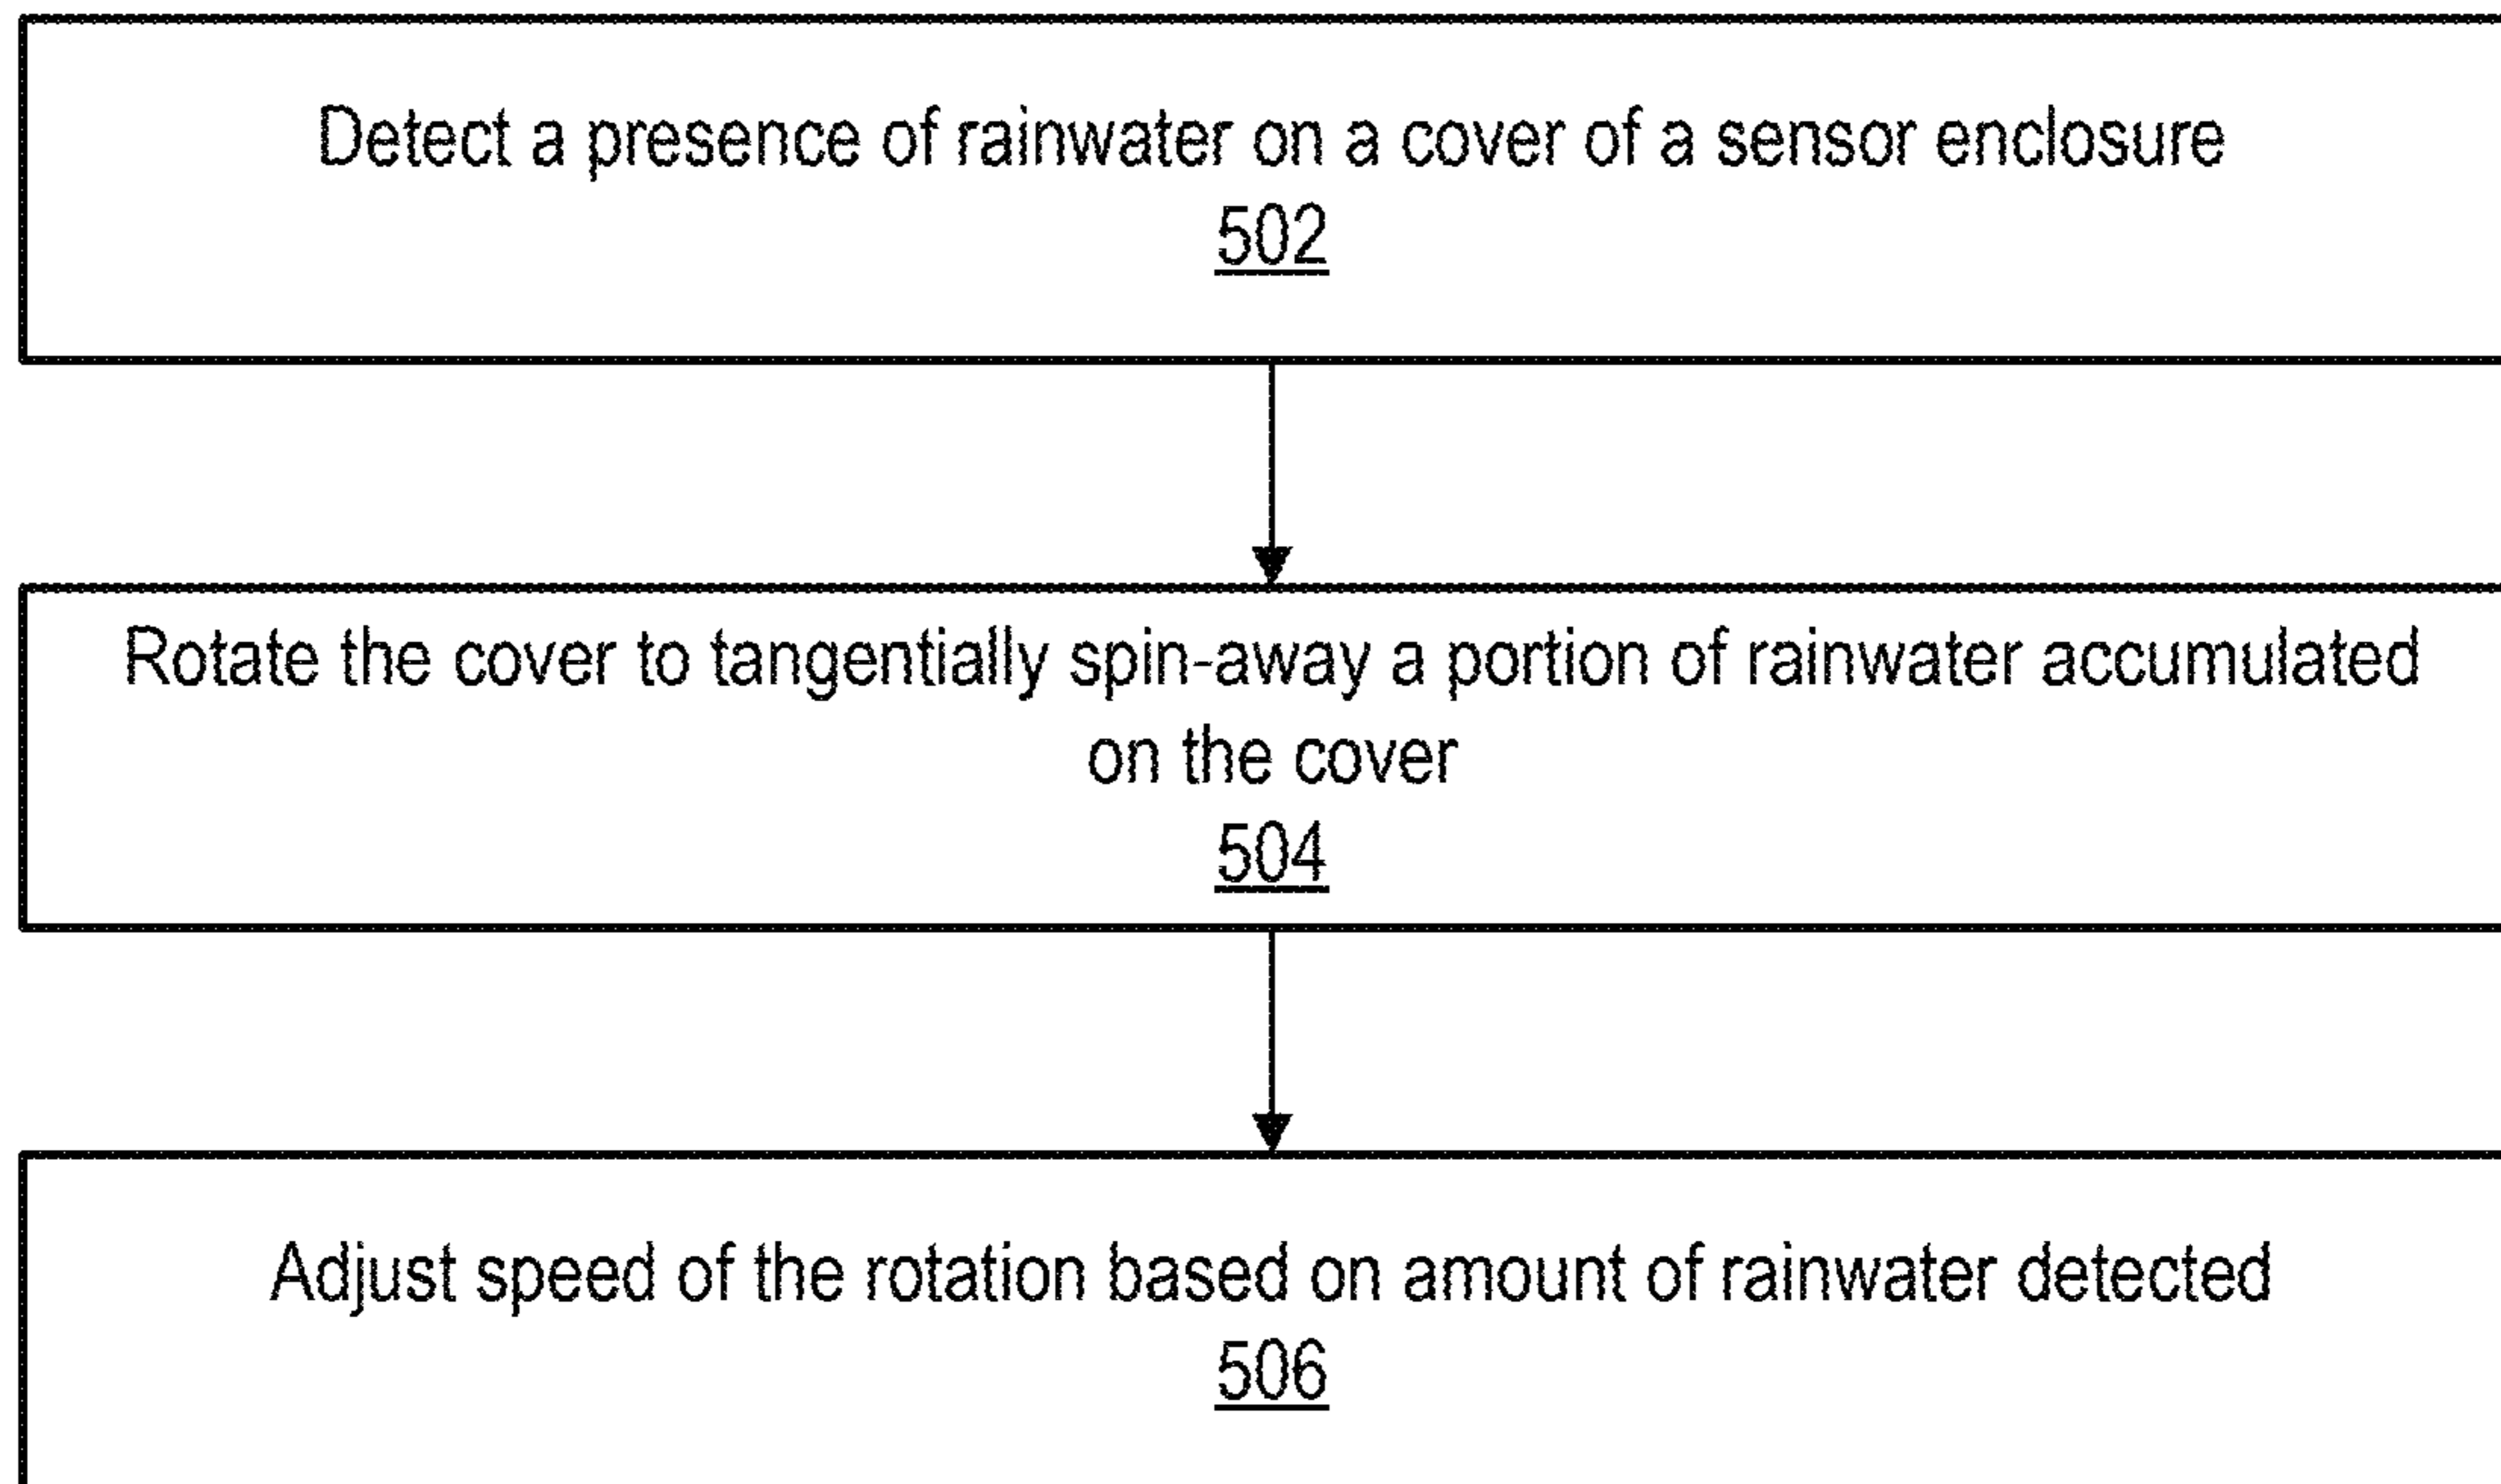 Detect a presence of rainwater on a cover of a sensor enclosure
502
Rotate the cover to tangentially spin-away a portion of rainwater accumulated
on the cover
504
Adjust speed of the rotation based on amount of rainwater detected
506